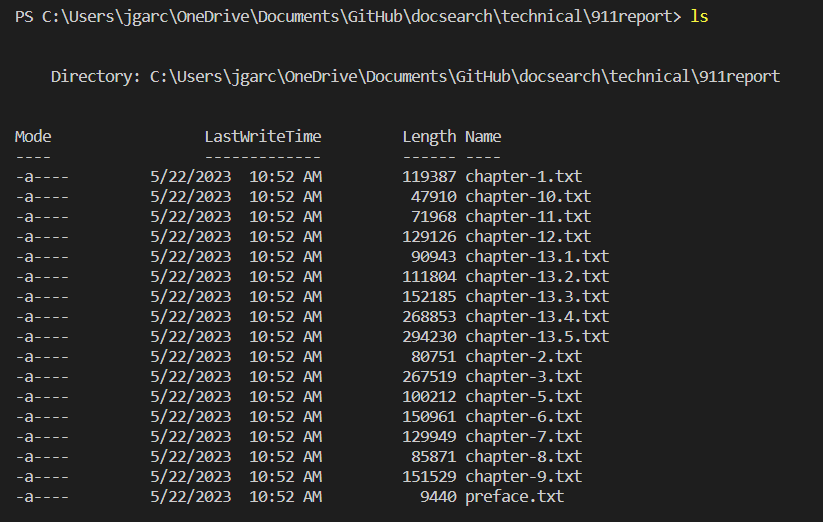 PS C:\Users\jgarc\OneDrive\Documents\GitHub\docsearch\technical\911report> ls
Directory: C:\Users\jgarc\OneDrive\Documents\GitHub\docsearch\technical\911report
Mode LastWriteTime Length Name
---- ------------- ------ ----
-a---- 5/22/2023 10:52 AM 119387 chapter-1.txt
-a---- 5/22/2023 10:52 AM 47910 chapter-10.txt
-a---- 5/22/2023 10:52 AM 71968 chapter-11.txt
-a---- 5/22/2023 10:52 AM 129126 chapter-12.txt
-a---- 5/22/2023 10:52 AM 90943 chapter-13.1.txt
-a---- 5/22/2023 10:52 AM 111804 chapter-13.2.txt
-a---- 5/22/2023 10:52 AM 152185 chapter-13.3.txt
-a---- 5/22/2023 10:52 AM 268853 chapter-13.4.txt
-a---- 5/22/2023 10:52 AM 294230 chapter-13.5.txt
-a---- 5/22/2023 10:52 AM 80751 chapter-2.txt
-a---- 5/22/2023 10:52 AM 267519 chapter-3.txt
-a---- 5/22/2023 10:52 AM 100212 chapter-5.txt
-a---- 5/22/2023 10:52 AM 150961 chapter-6.txt
-a---- 5/22/2023 10:52 AM 129949 chapter-7.txt
-a---- 5/22/2023 10:52 AM 85871 chapter-8.txt
-a---- 5/22/2023 10:52 AM 151529 chapter-9.txt
-a---- 5/22/2023 10:52 AM 9440 preface.txt